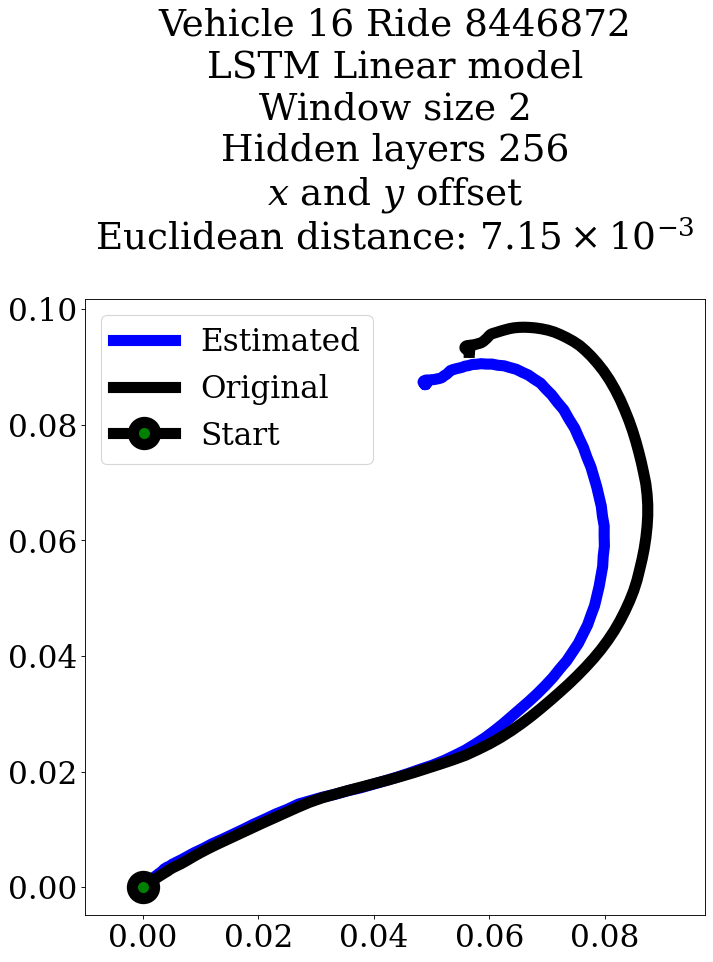 Vehicle 16 Ride 8446872
LSTM Linear model
Window size 2
Hidden layers 256
x and y offset
Euclidean distance: 7.15 × 10⁻³
Estimated
Original
Start
0.10
0.08
0.06
0.04
0.02
0.00
0.00 0.02 0.04 0.06 0.08